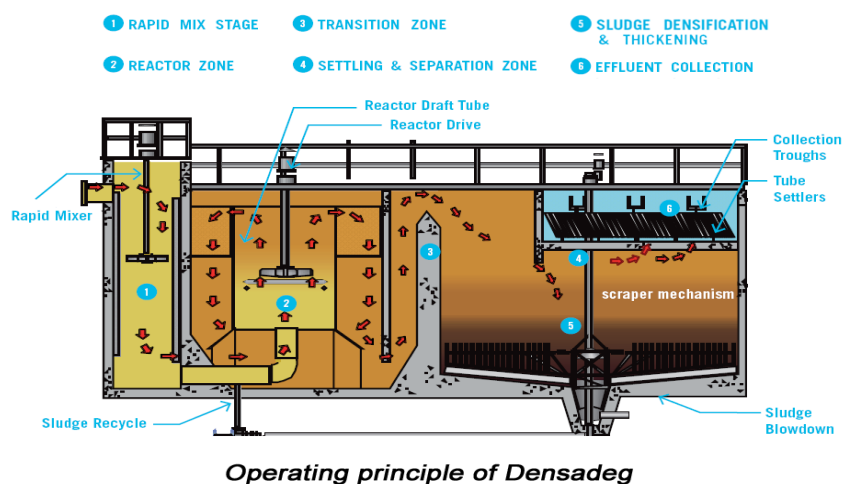 1 RAPID MIX STAGE
3 TRANSITION ZONE
5 SLUDGE DENSIFICATION
& THICKENING
2 REACTOR ZONE
4 SETTLING & SEPARATION ZONE
6 EFFLUENT COLLECTION
Reactor Draft Tube
Reactor Drive
Collection
Troughs
Tube
Settlers
Rapid Mixer
6
3
4
1
2
scraper mechanism
5
Sludge Recycle
Sludge
Blowdown
Operating principle of Densadeg